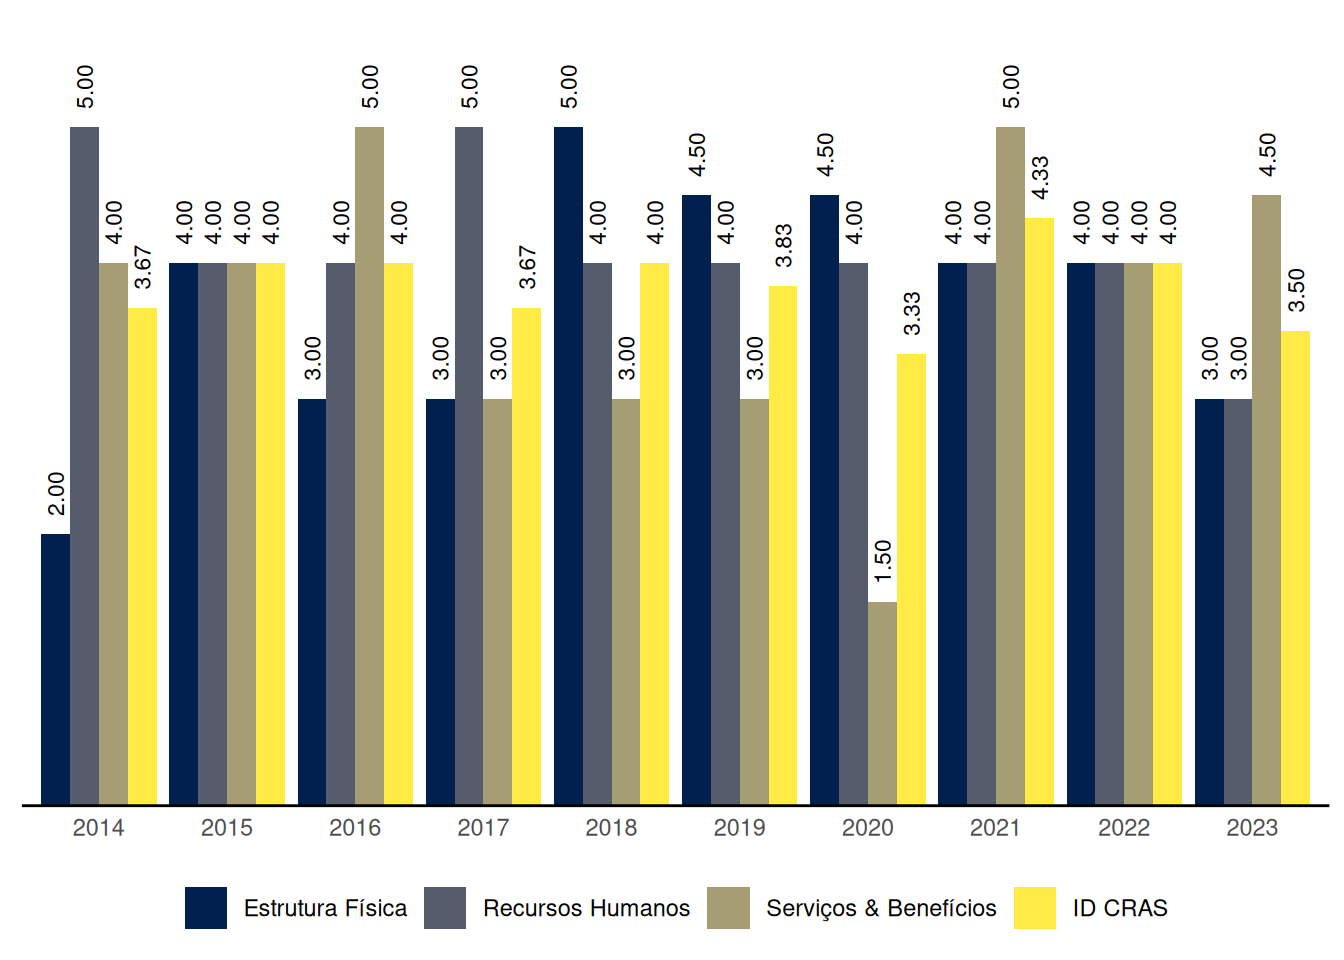 2.00 5.00 4.00 3.67
4.00 4.00 4.00 4.00
3.00 4.00 5.00 4.00
3.00 5.00 3.00 3.67
5.00 4.00 3.00 4.00
4.50 4.00 3.00 3.83
4.50 4.00 1.50 3.33
4.00 4.00 5.00 4.33
4.00 4.00 4.00 4.00
3.00 3.00 4.50 3.50
2014 2015 2016 2017 2018 2019 2020 2021 2022 2023
Estrutura Física Recursos Humanos Serviços & Benefícios ID CRAS